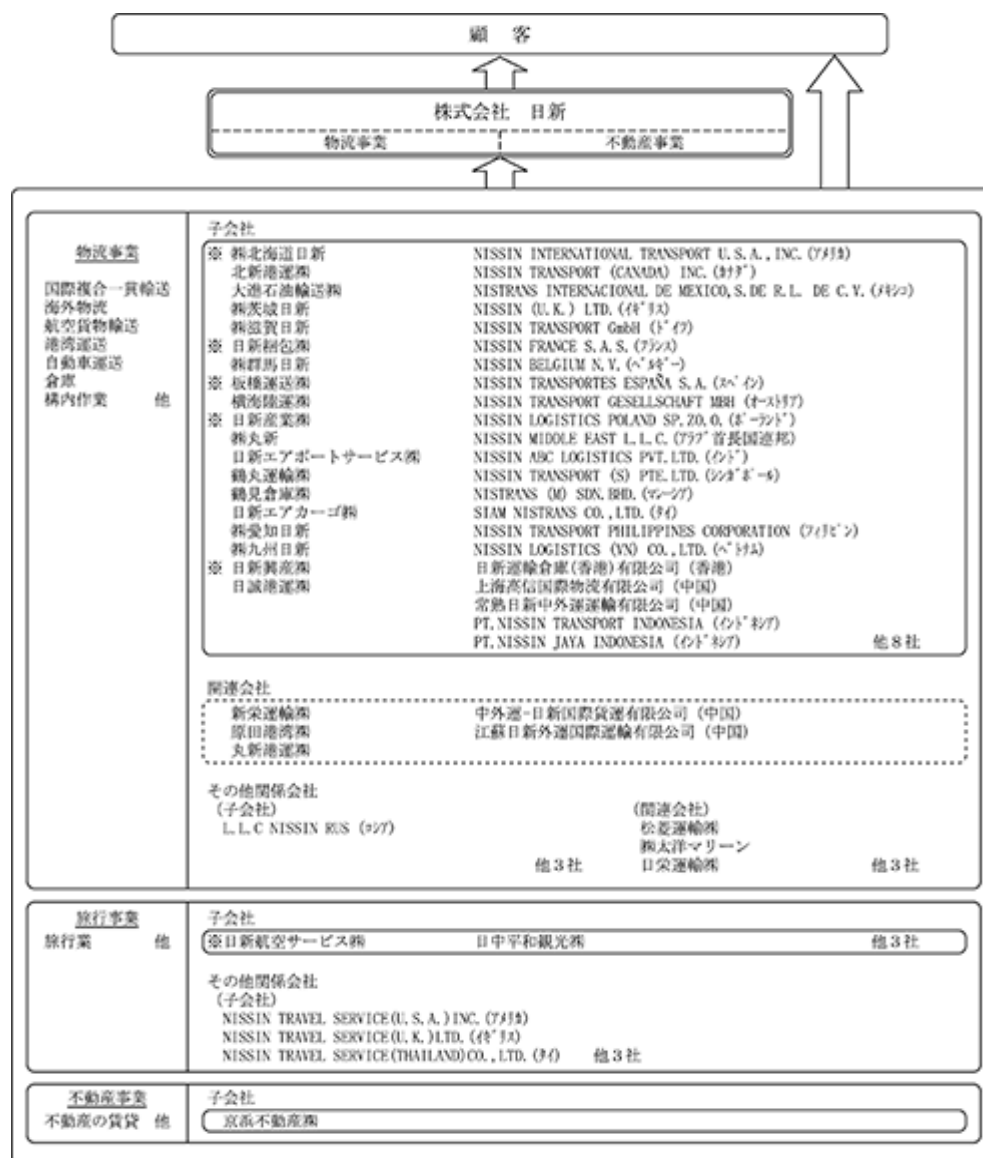 顧 客
株式会社 日新
物流事業 不動産事業
物流事業
国際複合一貫輸送
海外物流
航空貨物輸送
港湾運送
自動車運送
倉庫
構内作業 他
子会社
※ ㈱北海道日新 NISSIN INTERNATIONAL TRANSPORT U.S.A.,INC.(ｱﾒﾘｶ)
北新港運㈱ NISSIN TRANSPORT (CANADA) INC.(ｶﾅﾀﾞ)
大進石油輸送㈱ NISTRANS INTERNACIONAL DE MEXICO,S.DE R.L. DE C.V.(ﾒｷｼｺ)
㈱茨城日新 NISSIN (U.K.) LTD.(ｲｷﾞﾘｽ)
㈱滋賀日新 NISSIN TRANSPORT GmbH (ﾄﾞｲﾂ)
※ 日新梱包㈱ NISSIN FRANCE S.A.S.(ﾌﾗﾝｽ)
㈱群馬日新 NISSIN BELGIUM N.V.(ﾍﾞﾙｷﾞｰ)
※ 板橋運送㈱ NISSIN TRANSPORTES ESPAÑA S.A.(ｽﾍﾟｲﾝ)
横海陸運㈱ NISSIN TRANSPORT GESELLSCHAFT MBH (ｵｰｽﾄﾘｱ)
※ 日新産業㈱ NISSIN LOGISTICS POLAND SP.ZO.O.(ﾎﾟｰﾗﾝﾄﾞ)
㈱丸新 NISSIN MIDDLE EAST L.L.C.(ｱﾗﾌﾞ首長国連邦)
日新エアポートサービス㈱ NISSIN ABC LOGISTICS PVT.LTD.(ｲﾝﾄﾞ)
鶴丸運輸㈱ NISSIN TRANSPORT (S) PTE.LTD.(ｼﾝｶﾞﾎﾟｰﾙ)
鶴見倉庫㈱ NISTRANS (M) SDN.BHD.(ﾏﾚｰｼｱ)
日新エアカーゴ㈱ SIAM NISTRANS CO.,LTD.(ﾀｲ)
㈱愛知日新 NISSIN TRANSPORT PHILIPPINES CORPORATION (ﾌｨﾘﾋﾟﾝ)
㈱九州日新 NISSIN LOGISTICS (VN) CO.,LTD.(ﾍﾞﾄﾅﾑ)
※ 日新興産㈱ 日新運輸倉庫(香港)有限公司 (香港)
日誠港運㈱ 上海高信国際物流有限公司 (中国)
常熟日新中外運運輸有限公司 (中国)
PT.NISSIN TRANSPORT INDONESIA (ｲﾝﾄﾞﾈｼｱ)
PT.NISSIN JAYA INDONESIA (ｲﾝﾄﾞﾈｼｱ) 他８社
関連会社
新栄運輸㈱ 中外運-日新国際貨運有限公司 (中国)
原田港湾㈱ 江蘇日新外運国際運輸有限公司 (中国)
丸新港運㈱
その他関係会社
(子会社) (関連会社)
L.L.C NISSIN RUS (ﾛｼｱ) 松菱運輸㈱
㈱太洋マリーン
他３社 日栄運輸㈱ 他３社
旅行事業
旅行業 他
子会社
※日新航空サービス㈱ 日中平和観光㈱ 他３社
その他関係会社
(子会社)
NISSIN TRAVEL SERVICE(U.S.A.)INC.(ｱﾒﾘｶ)
NISSIN TRAVEL SERVICE(U.K.)LTD.(ｲｷﾞﾘｽ)
NISSIN TRAVEL SERVICE(THAILAND)CO.,LTD.(ﾀｲ) 他３社
不動産事業
不動産の賃貸 他
子会社
京浜不動産㈱